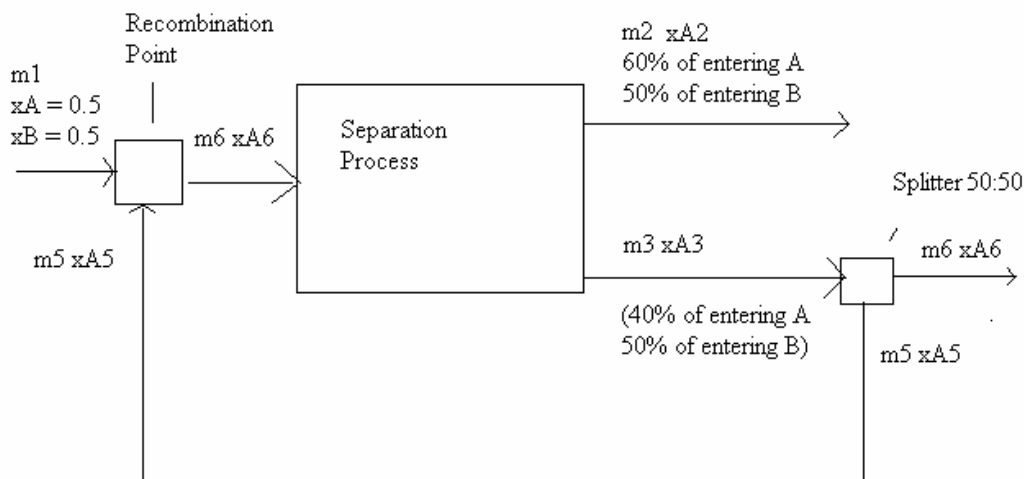 Recombination
Point
m1
xA = 0.5
xB = 0.5
m6 xA6
Separation
Process
m2 xA2
60% of entering A
50% of entering B
Splitter 50:50
m5 xA5
m3 xA3
m6 xA6
(40% of entering A
50% of entering B)
m5 xA5